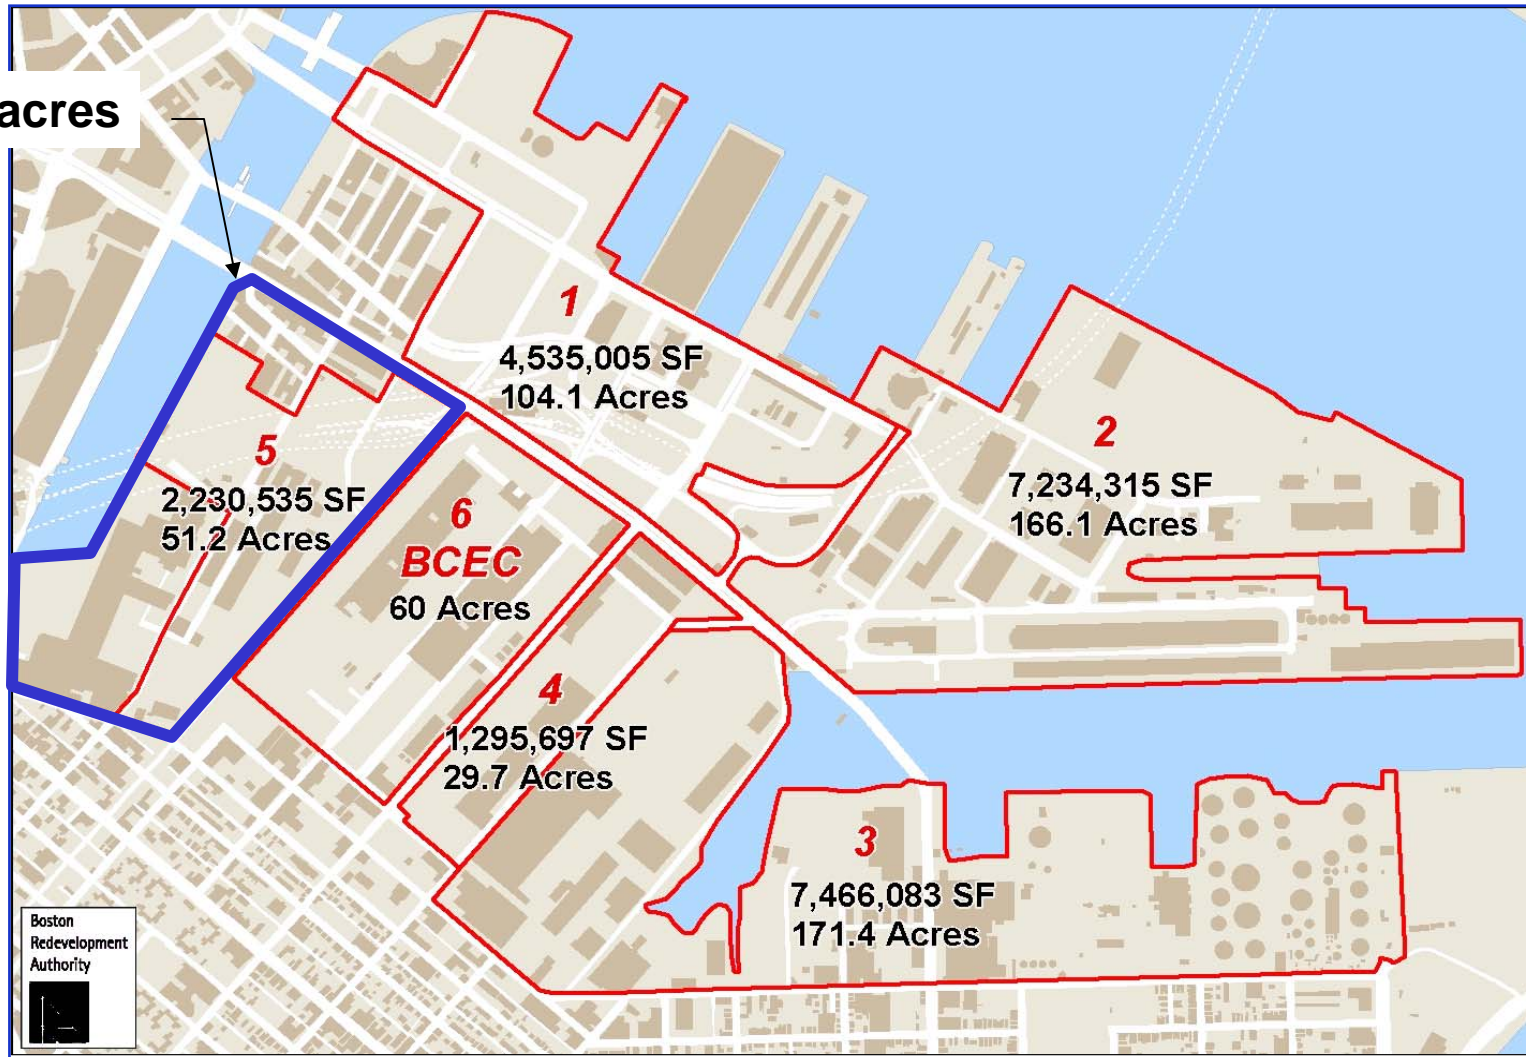 acres
1
4,535,005 SF
104.1 Acres
2
7,234,315 SF
166.1 Acres
5
2,230,535 SF
51.2 Acres
6
BCEC
60 Acres
4
1,295,697 SF
29.7 Acres
3
7,466,083 SF
171.4 Acres
Boston
Redevelopment
Authority